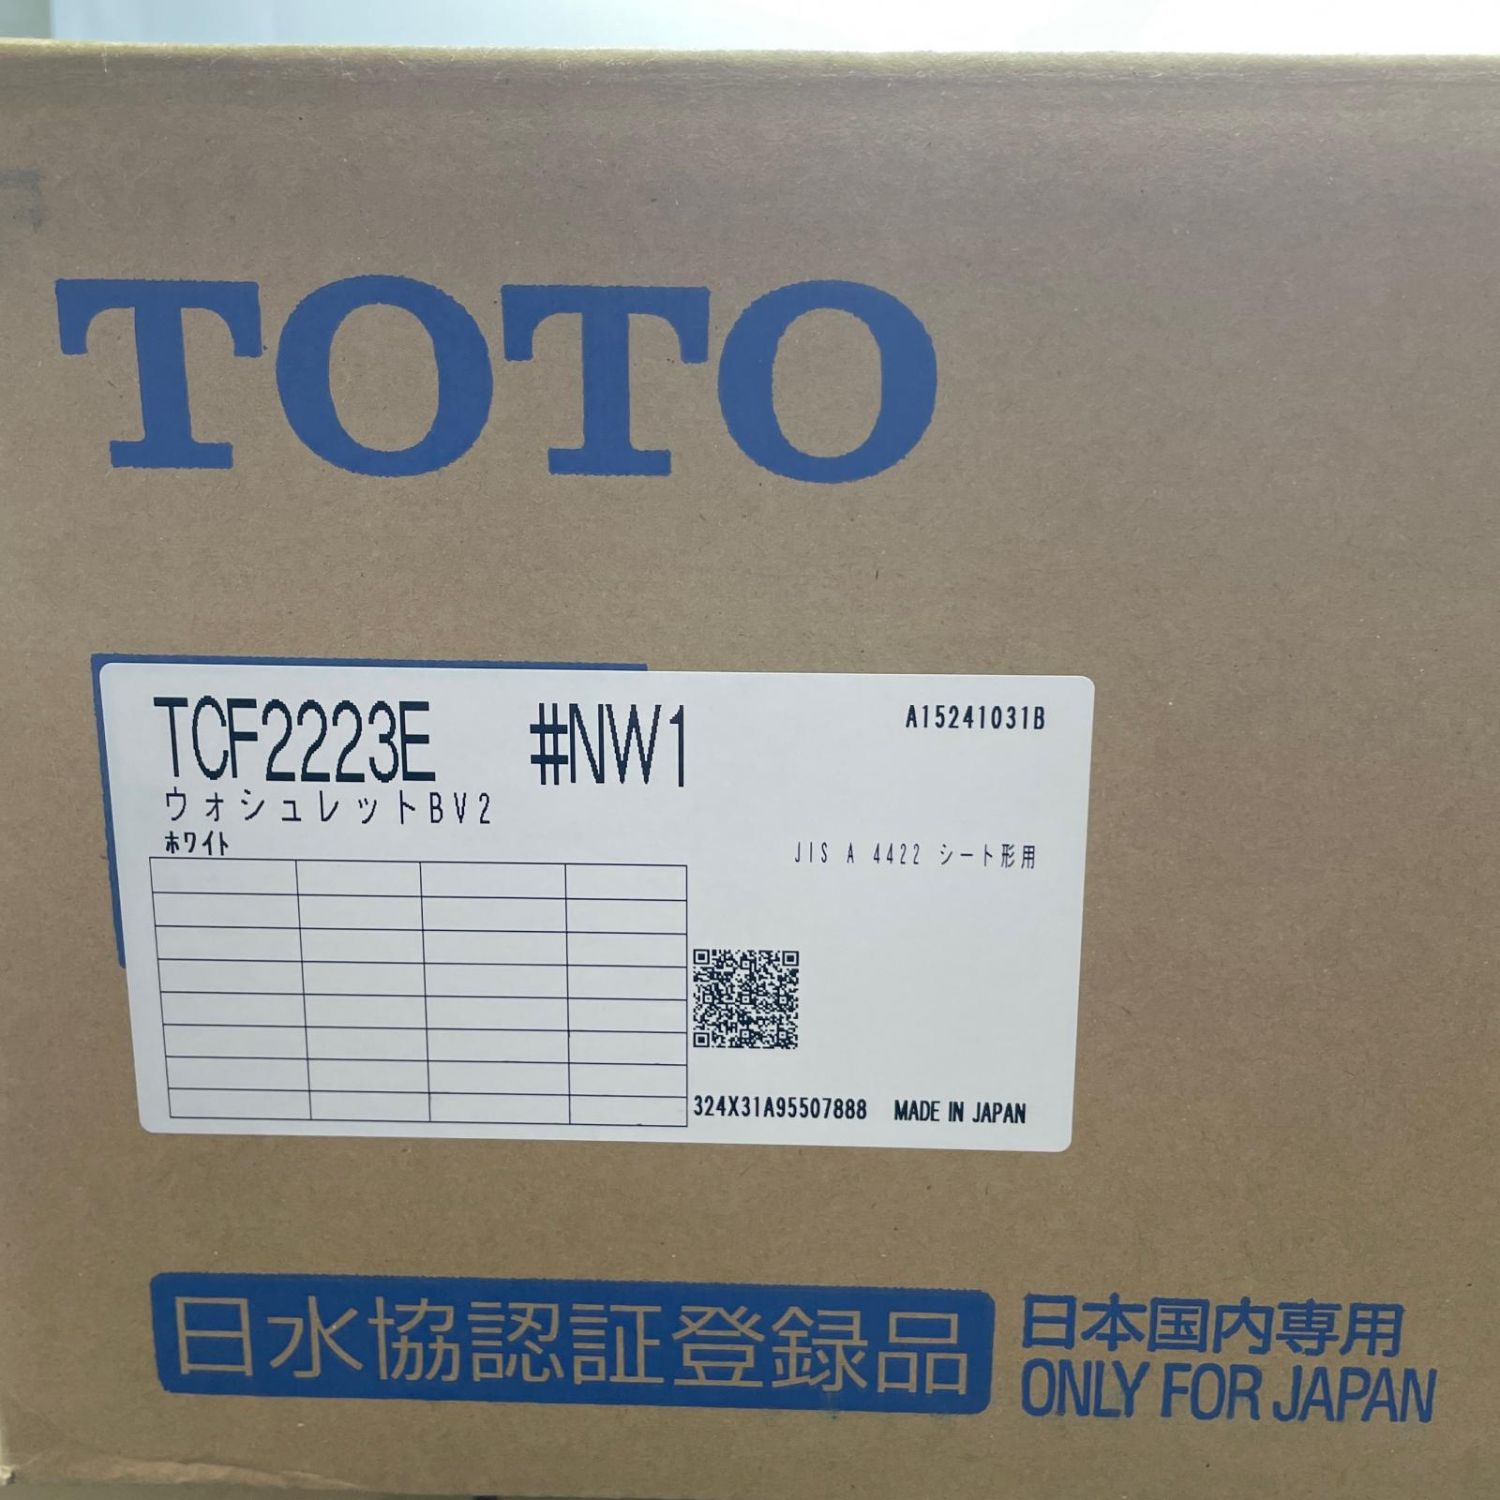 TOTO
TCF2223E #NW1
A15241031B
ウォシュレットBV2
ホワイト
JIS A 4422 シート形用
324X31A95507888 MADE IN JAPAN
日水協認証登録品
日本国内専用
ONLY FOR JAPAN